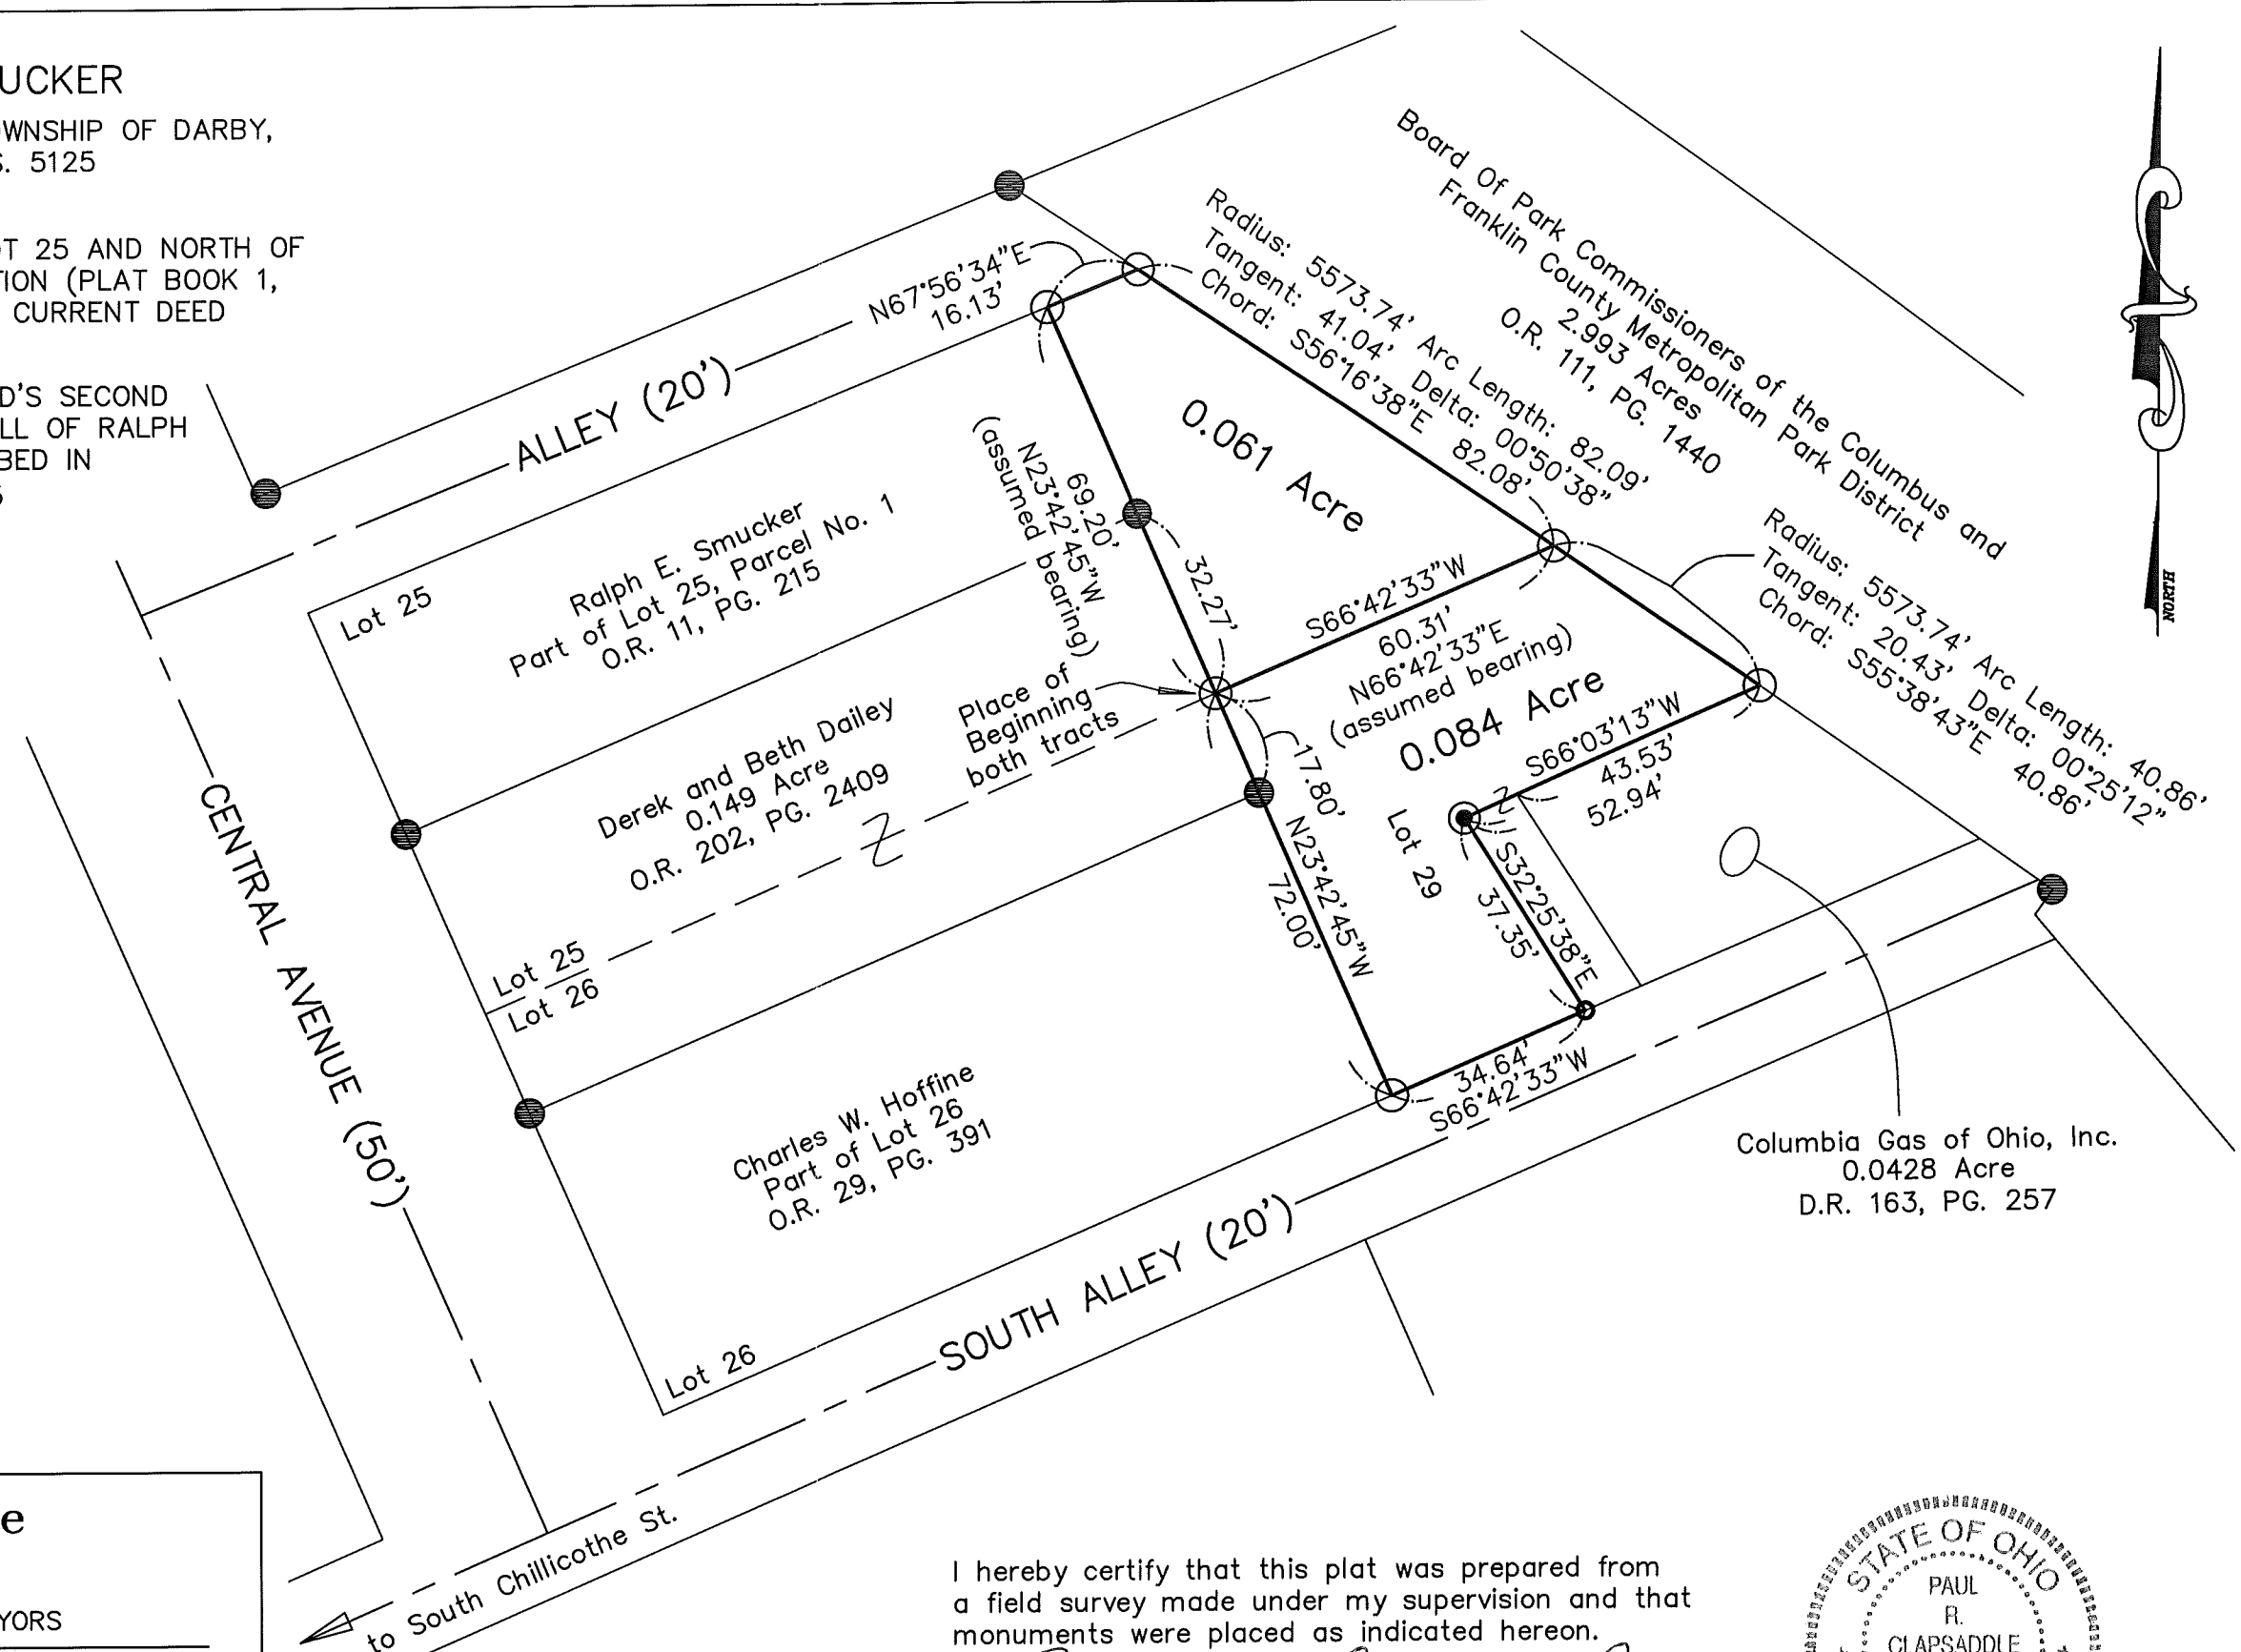 UCKER
OWNSHIP OF DARBY,
S. 5125
OT 25 AND NORTH OF
TION (PLAT BOOK 1,
CURRENT DEED
D'S SECOND
LL OF RALPH
BED IN
Board Of Park Commissioners of the Columbus and
Franklin County Metropolitan Park District
2.993 Acres
O.R. 111, PG. 1440
Radius: 5573.74' Arc Length: 82.09'
Tangent: 41.04' Delta: 00°50'38"
Chord: S56°16'38"E 82.08'
N67°56'34"E
16.13'
ALLEY (20')
0.061 Acre
NORTH
69.20'
N23°42'45"W
(assumed bearing)
32.27'
Ralph E. Smucker
Part of Lot 25, Parcel No. 1
O.R. 11, PG. 215
Lot 25
Radius: 5573.74' Arc Length: 40.86'
Tangent: 20.43' Delta: 00°25'12"
Chord: S55°38'43"E 40.86'
S66°42'33"W
60.31'
N66°42'33"E
(assumed bearing)
0.084 Acre
Place of
Beginning
both tracts
Derek and Beth Dailey
0.149 Acre
O.R. 202, PG. 2409
Z
17.80'
S66°03'13"W
43.53'
52.94'
Z
Lot 29
S32°25'38"E
37.35'
N23°42'45"W
72.00'
CENTRAL AVENUE (50')
Lot 25
Lot 26
34.64'
S66°42'33"W
Charles W. Hoffine
Part of Lot 26
O.R. 29, PG. 391
Columbia Gas of Ohio, Inc.
0.0428 Acre
D.R. 163, PG. 257
SOUTH ALLEY (20')
Lot 26
to South Chillicothe St.
e
YORS
I hereby certify that this plat was prepared from
a field survey made under my supervision and that
monuments were placed as indicated hereon.
STATE OF OHIO
PAUL
R.
CLAPSADDLE